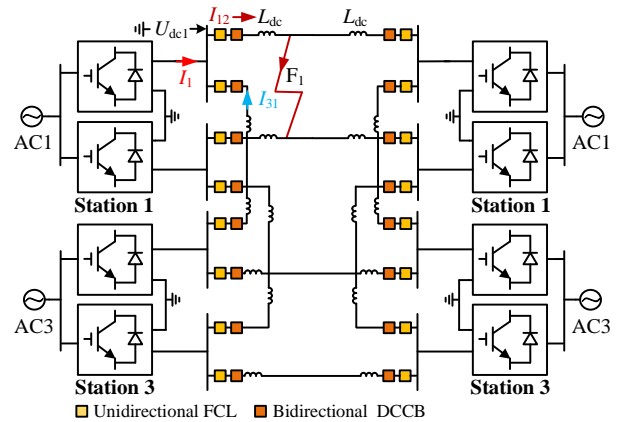 U_dc1
I_12
L_dc
L_dc
I_1
F_1
I_31
AC1
AC1
Station 1
Station 1
AC3
AC3
Station 3
Station 3
Unidirectional FCL
Bidirectional DCCB